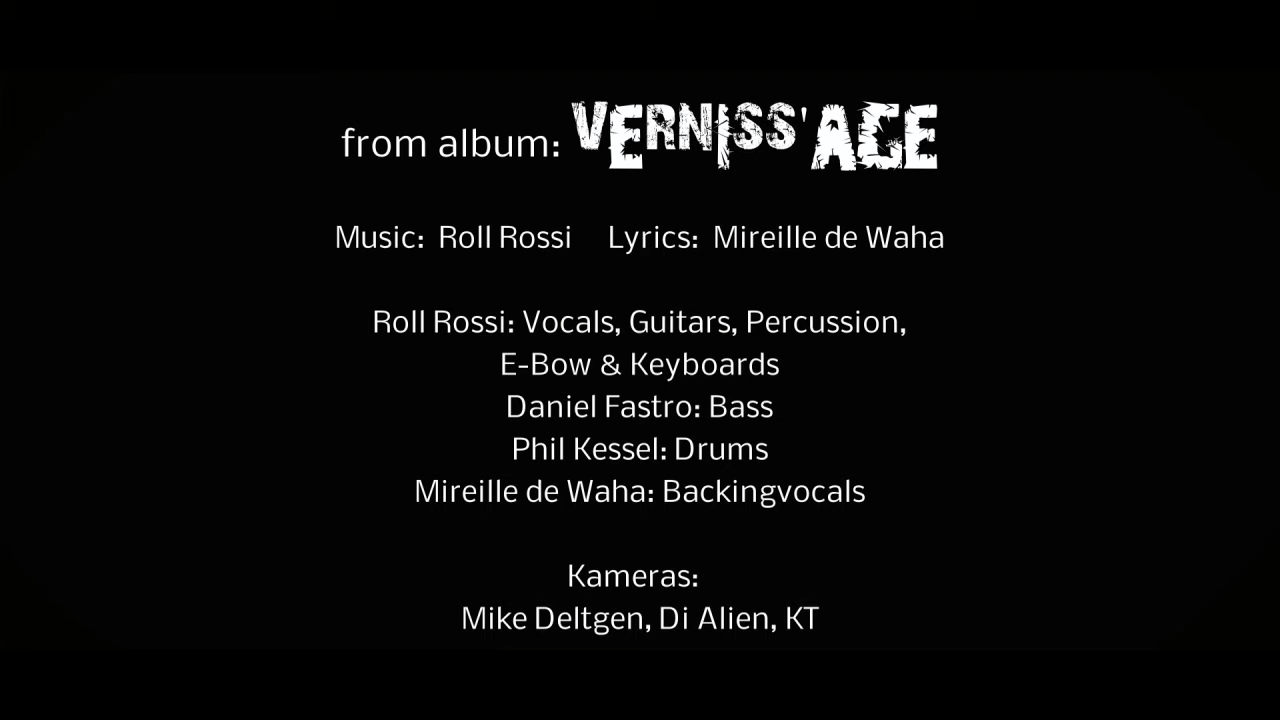 from album: VERNISS'AGE
Music: Roll Rossi Lyrics: Mireille de Waha
Roll Rossi: Vocals, Guitars, Percussion,
E-Bow & Keyboards
Daniel Fastro: Bass
Phil Kessel: Drums
Mireille de Waha: Backingvocals
Kameras:
Mike Deltgen, Di Alien, KT